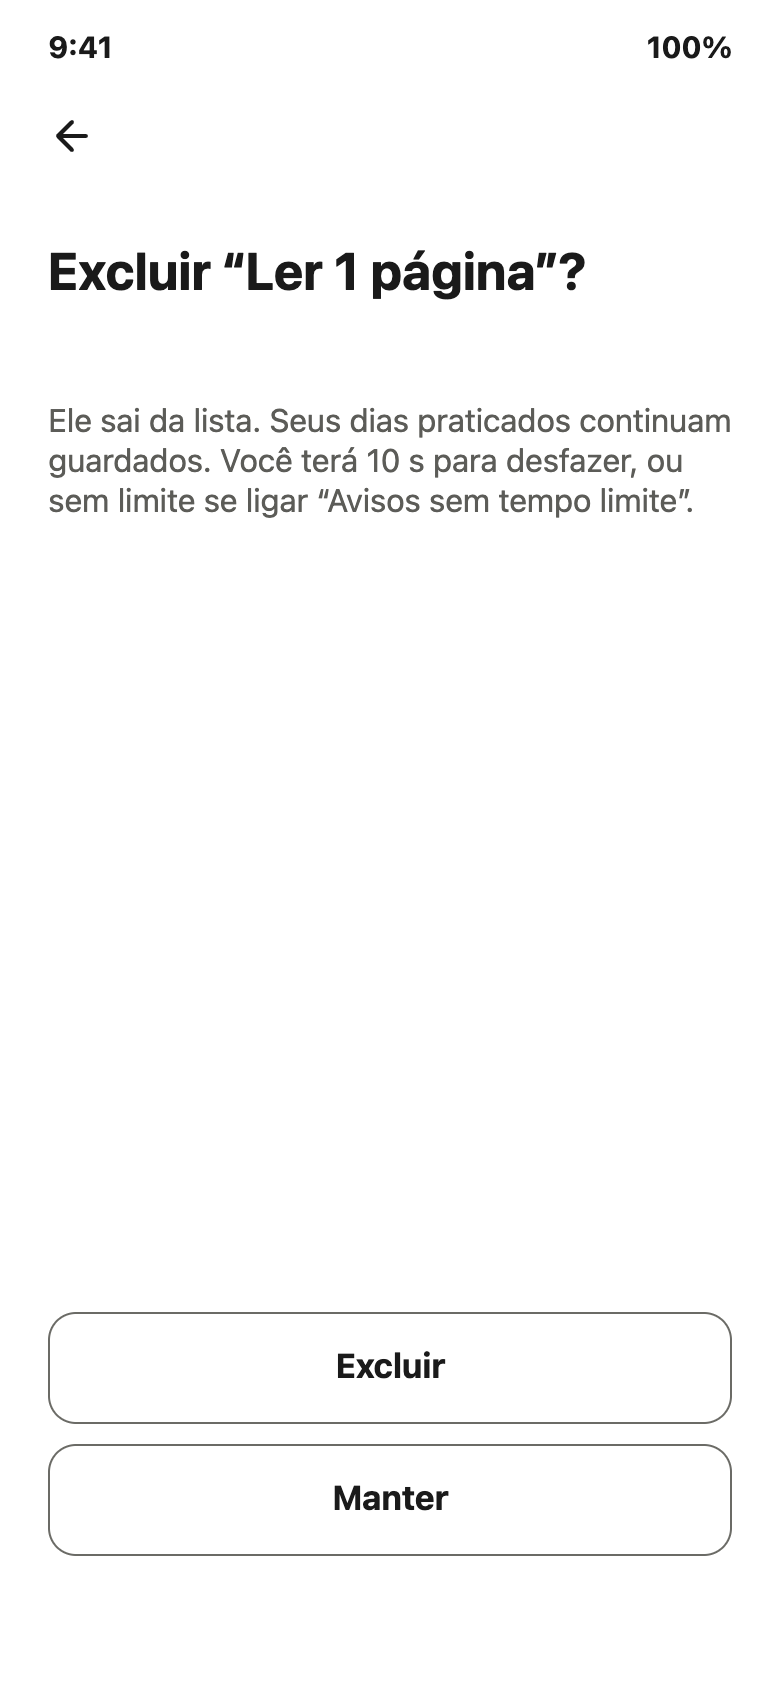 9:41
100%
Excluir “Ler 1 página”?
Ele sai da lista. Seus dias praticados continuam
guardados. Você terá 10 s para desfazer, ou
sem limite se ligar “Avisos sem tempo limite”.
Excluir
Manter